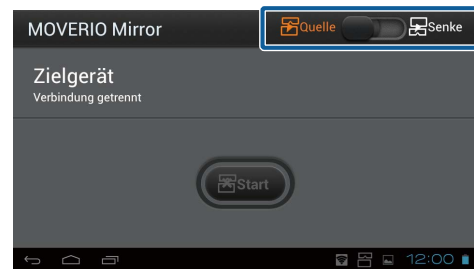 MOVERIO Mirror
Quelle
Senke
Zielgerät
Verbindung getrennt
Start
12:00